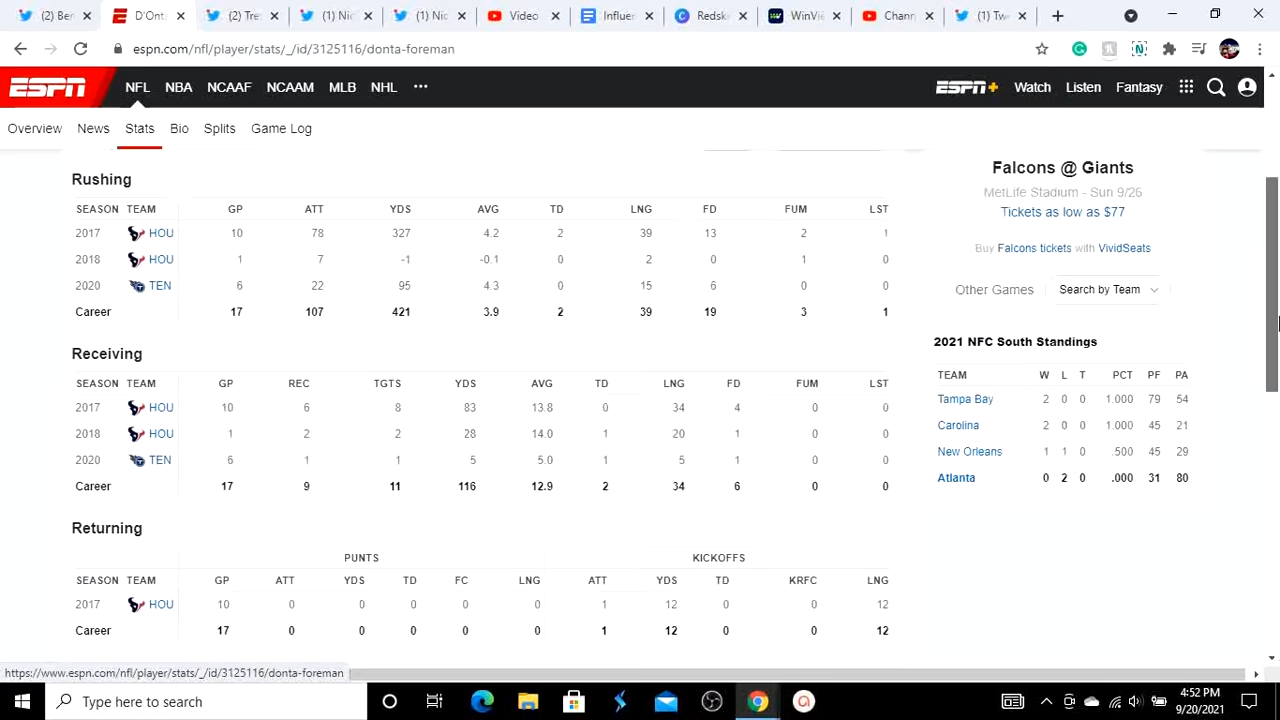 (2) Be
D'Ont
(2) Tre
(1) Nic
(1) Nic
Video
Influer
Redsk
WinVie
Chann
(1) Tw
espn.com/nfl/player/stats/_/id/3125116/donta-foreman
ESPN NFL NBA NCAAF NCAAM MLB NHL ••• ESPN+ Watch Listen Fantasy
Overview News Stats Bio Splits Game Log
Falcons @ Giants
MetLife Stadium - Sun 9/26
Tickets as low as $77
Buy Falcons tickets with VividSeats
Other Games Search by Team
Rushing
SEASON TEAM GP ATT YDS AVG TD LNG FD FUM LST
2017 HOU 10 78 327 4.2 2 39 13 2 1
2018 HOU 1 7 -1 -0.1 0 2 0 1 0
2020 TEN 6 22 95 4.3 0 15 6 0 0
Career 17 107 421 3.9 2 39 19 3 1
Receiving
SEASON TEAM GP REC TGTS YDS AVG TD LNG FD FUM LST
2017 HOU 10 6 8 83 13.8 0 34 4 0 0
2018 HOU 1 2 2 28 14.0 1 20 1 0 0
2020 TEN 6 1 1 5 5.0 1 5 1 0 0
Career 17 9 11 116 12.9 2 34 6 0 0
Returning
PUNTS KICKOFFS
SEASON TEAM GP ATT YDS TD FC LNG ATT YDS TD KRFC LNG
2017 HOU 10 0 0 0 0 0 1 12 0 0 12
Career 17 0 0 0 0 0 1 12 0 0 12
2021 NFC South Standings
TEAM W L T PCT PF PA
Tampa Bay 2 0 0 1.000 79 54
Carolina 2 0 0 1.000 45 21
New Orleans 1 1 0 .500 45 29
Atlanta 0 2 0 .000 31 80
https://www.espn.com/nfl/player/stats/_/id/3125116/donta-foreman
Type here to search
4:52 PM
9/20/2021